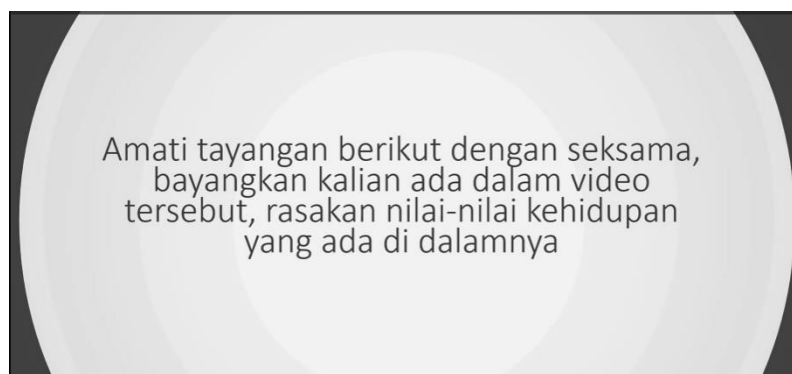 Amati tayangan berikut dengan seksama,
bayangkan kalian ada dalam video
tersebut, rasakan nilai-nilai kehidupan
yang ada di dalamnya